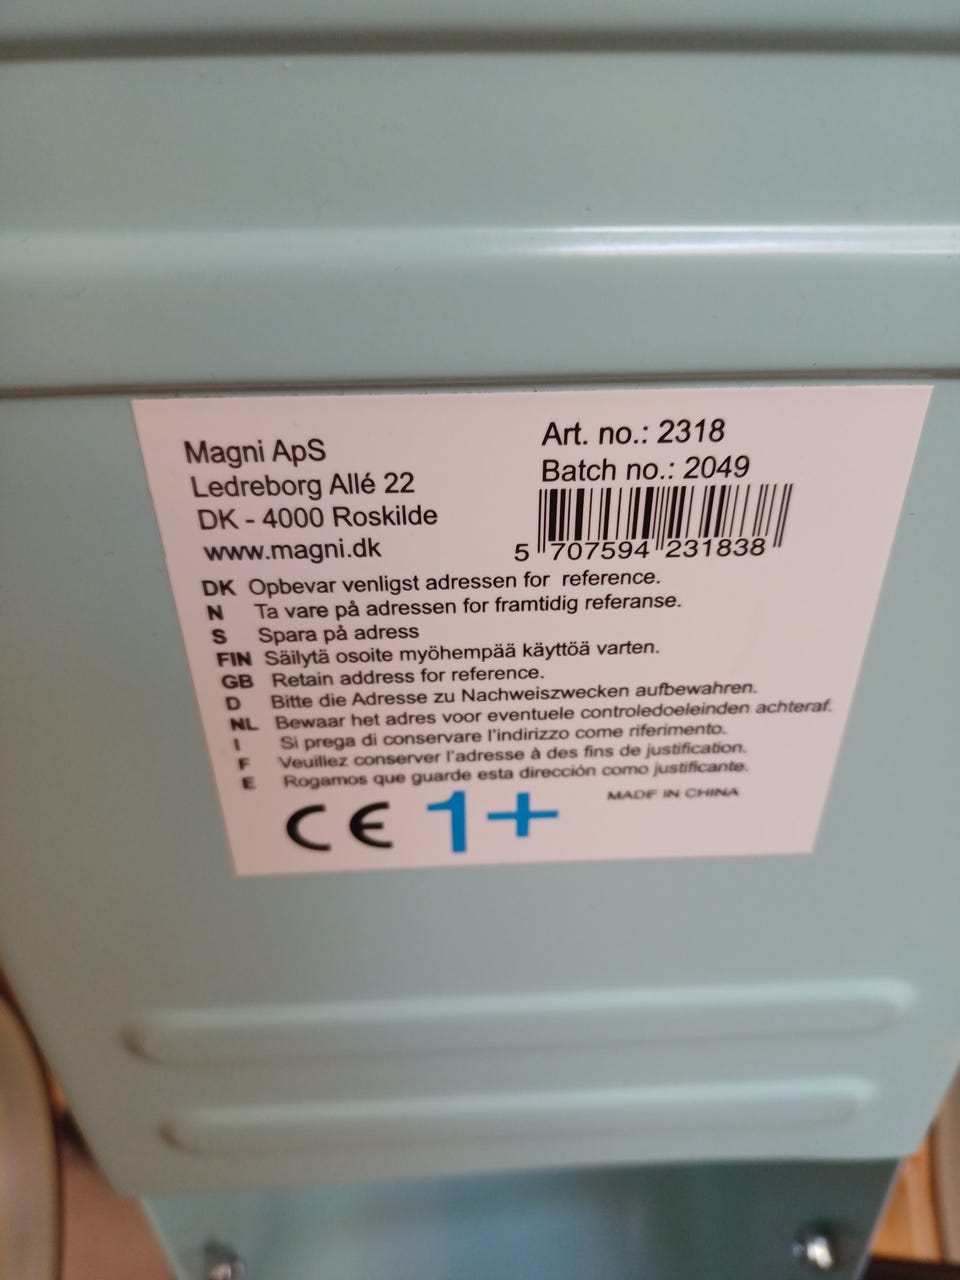 Magni ApS
Ledreborg Allé 22
DK - 4000 Roskilde
www.magni.dk
Art. no.: 2318
Batch no.: 2049
5 707594 231838
DK Opbevar venligst adressen for reference.
N Ta vare på adressen for framtidig referanse.
S Spara på adress
FIN Säilytä osoite myöhempää käyttöä varten.
GB Retain address for reference.
D Bitte die Adresse zu Nachweiszwecken aufbewahren.
NL Bewaar het adres voor eventuele controledoeleinden achteraf.
I Si prega di conservare l'indirizzo come riferimento.
F Veuillez conserver l'adresse à des fins de justification.
E Rogamos que guarde esta dirección como justificante.
CE 1+ MADE IN CHINA